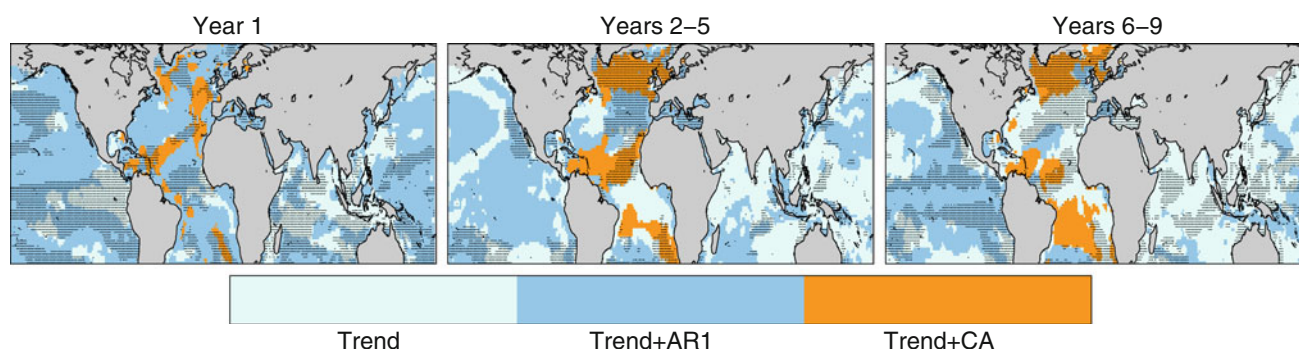 Year 1 Years 2–5 Years 6–9
Trend Trend+AR1 Trend+CA